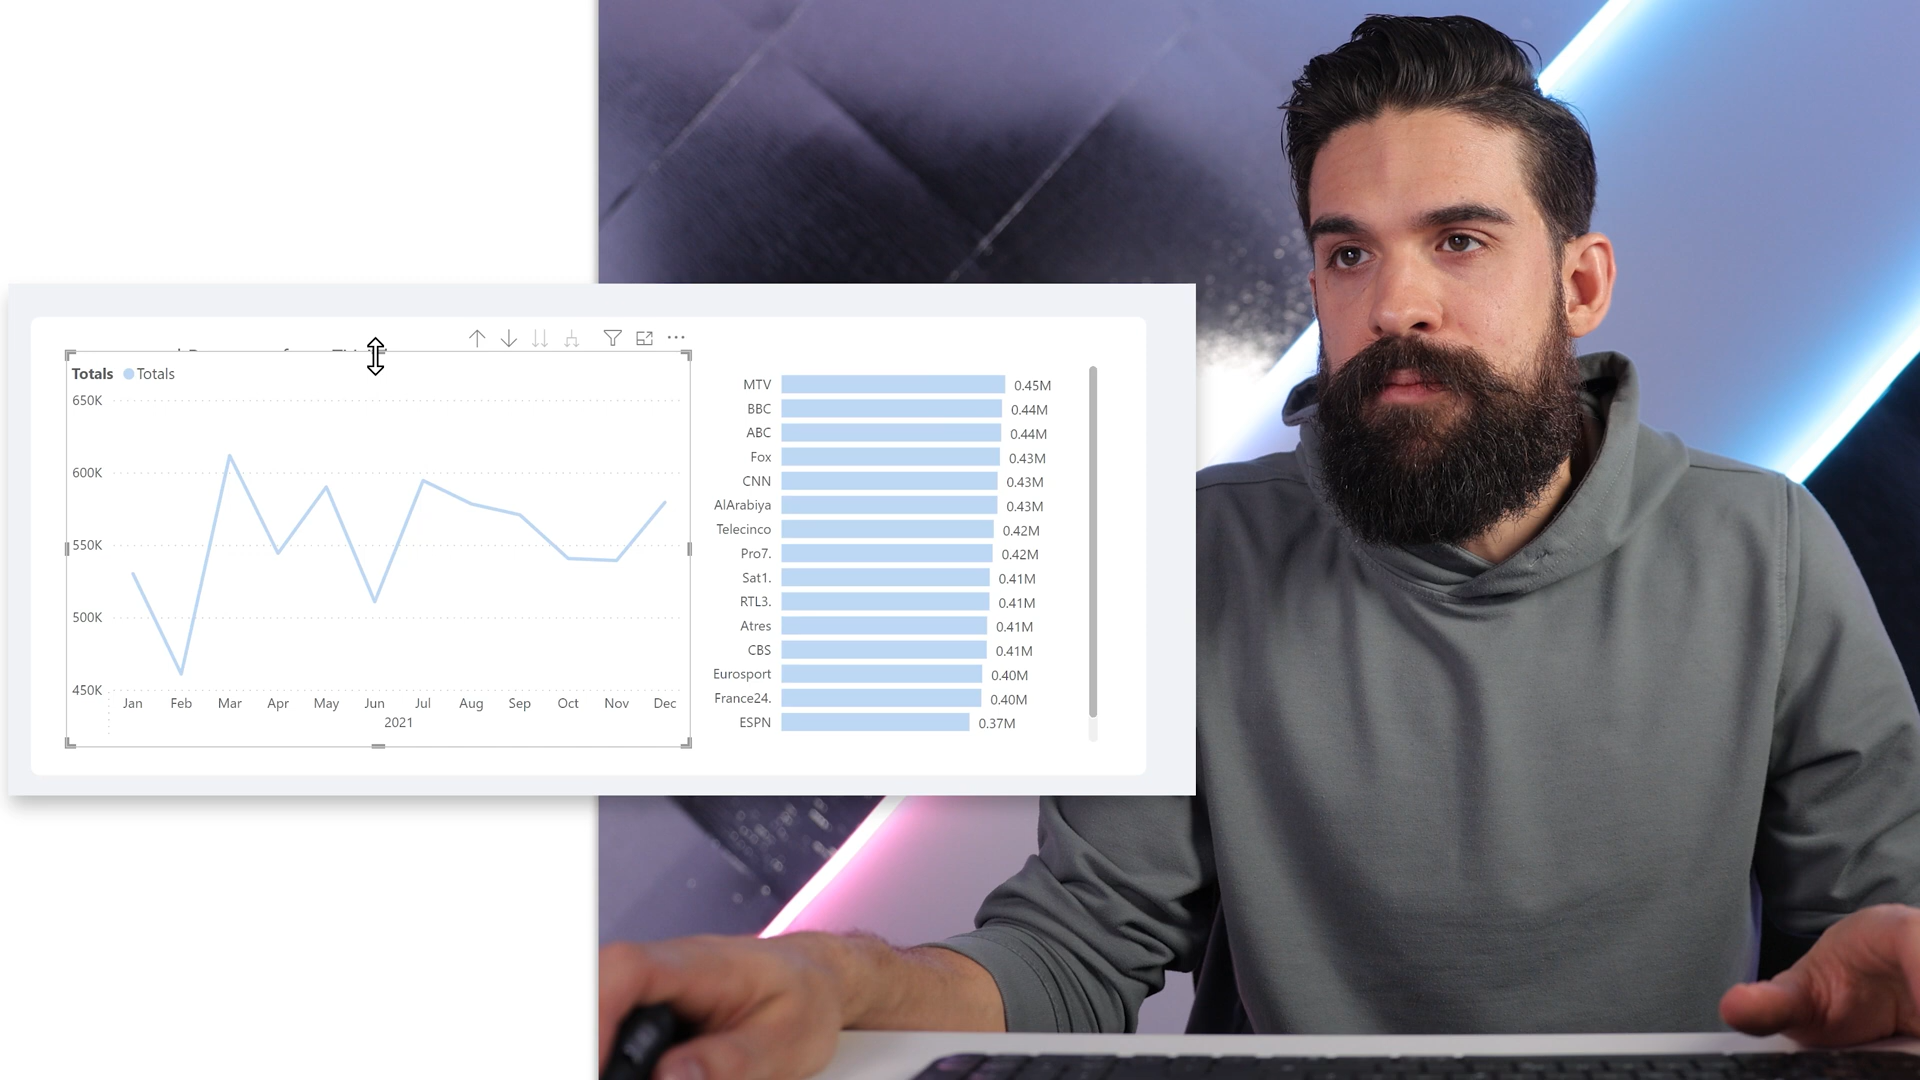 Totals Totals
650K
600K
550K
500K
450K
Jan Feb Mar Apr May Jun Jul Aug Sep Oct Nov Dec
2021
MTV 0.45M
BBC 0.44M
ABC 0.44M
Fox 0.43M
CNN 0.43M
AlArabiya 0.43M
Telecinco 0.42M
Pro7. 0.42M
Sat1. 0.41M
RTL3. 0.41M
Atres 0.41M
CBS 0.41M
Eurosport 0.40M
France24. 0.40M
ESPN 0.37M